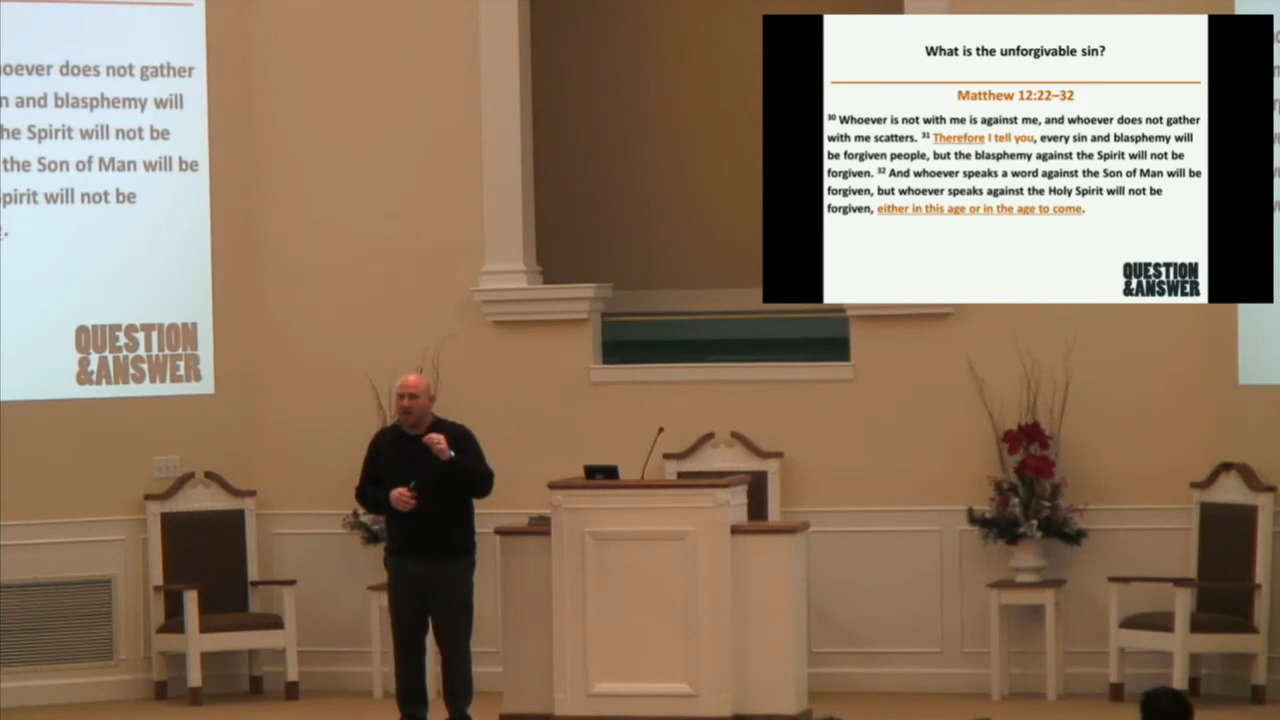 oever does not gather
n and blasphemy will
he Spirit will not be
the Son of Man will be
pirit will not be
QUESTION
&ANSWER
What is the unforgivable sin?
Matthew 12:22–32
30 Whoever is not with me is against me, and whoever does not gather
with me scatters. 31 Therefore I tell you, every sin and blasphemy will
be forgiven people, but the blasphemy against the Spirit will not be
forgiven. 32 And whoever speaks a word against the Son of Man will be
forgiven, but whoever speaks against the Holy Spirit will not be
forgiven, either in this age or in the age to come.
QUESTION
&ANSWER